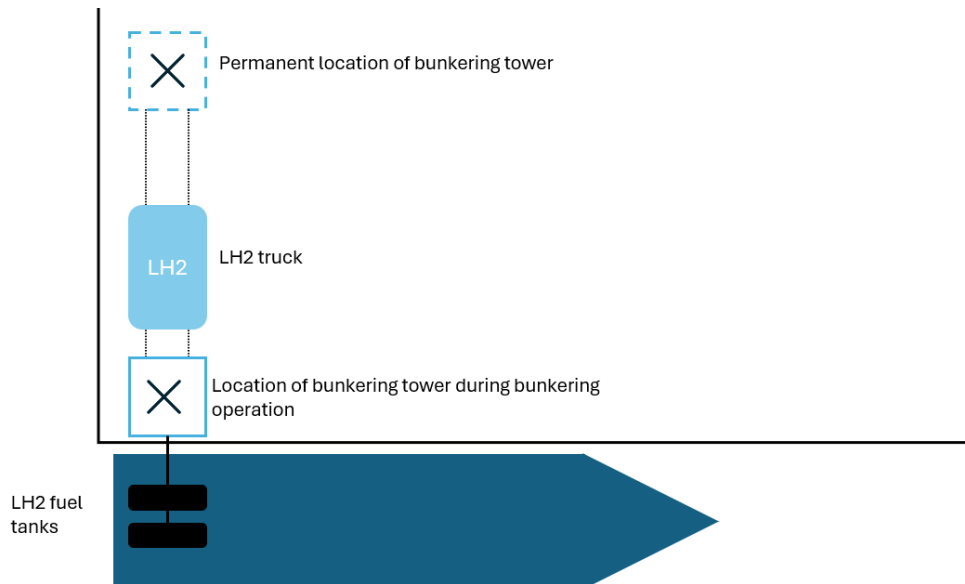 Permanent location of bunkering tower
LH2
LH2 truck
Location of bunkering tower during bunkering
operation
LH2 fuel
tanks